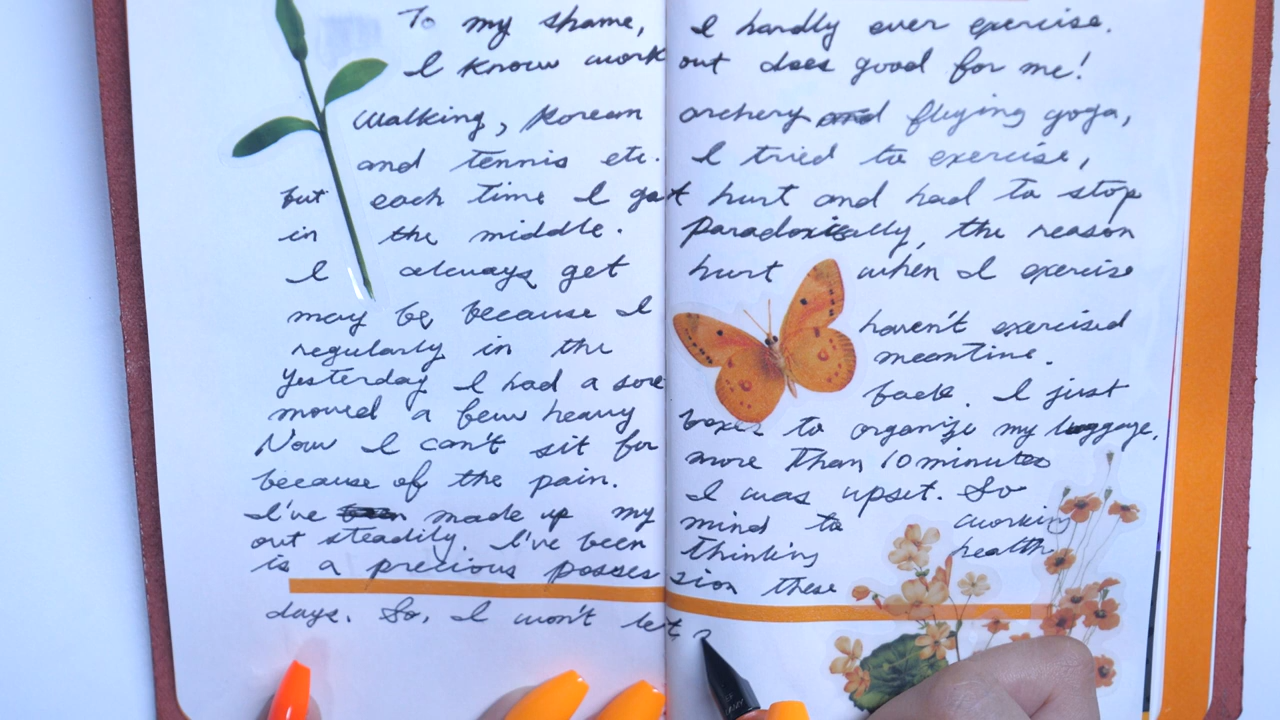 To my shame, I hardly ever exercise.
I know work out does good for me!
Walking, Korean archery and flying yoga,
and tennis etc. I tried to exercise,
but each time I got hurt and had to stop
in the middle. Paradoxically, the reason
I always get hurt when I exercise
may be because I haven't exercised
regularly in the meantime.
Yesterday I had a sore back. I just
moved a few heavy boxes to organize my luggage.
Now I can't sit for more than 10 minutes
because of the pain. I was upset. So
I've made up my mind to working
out steadily. I've been thinking health
is a precious possession these
days. So, I won't let